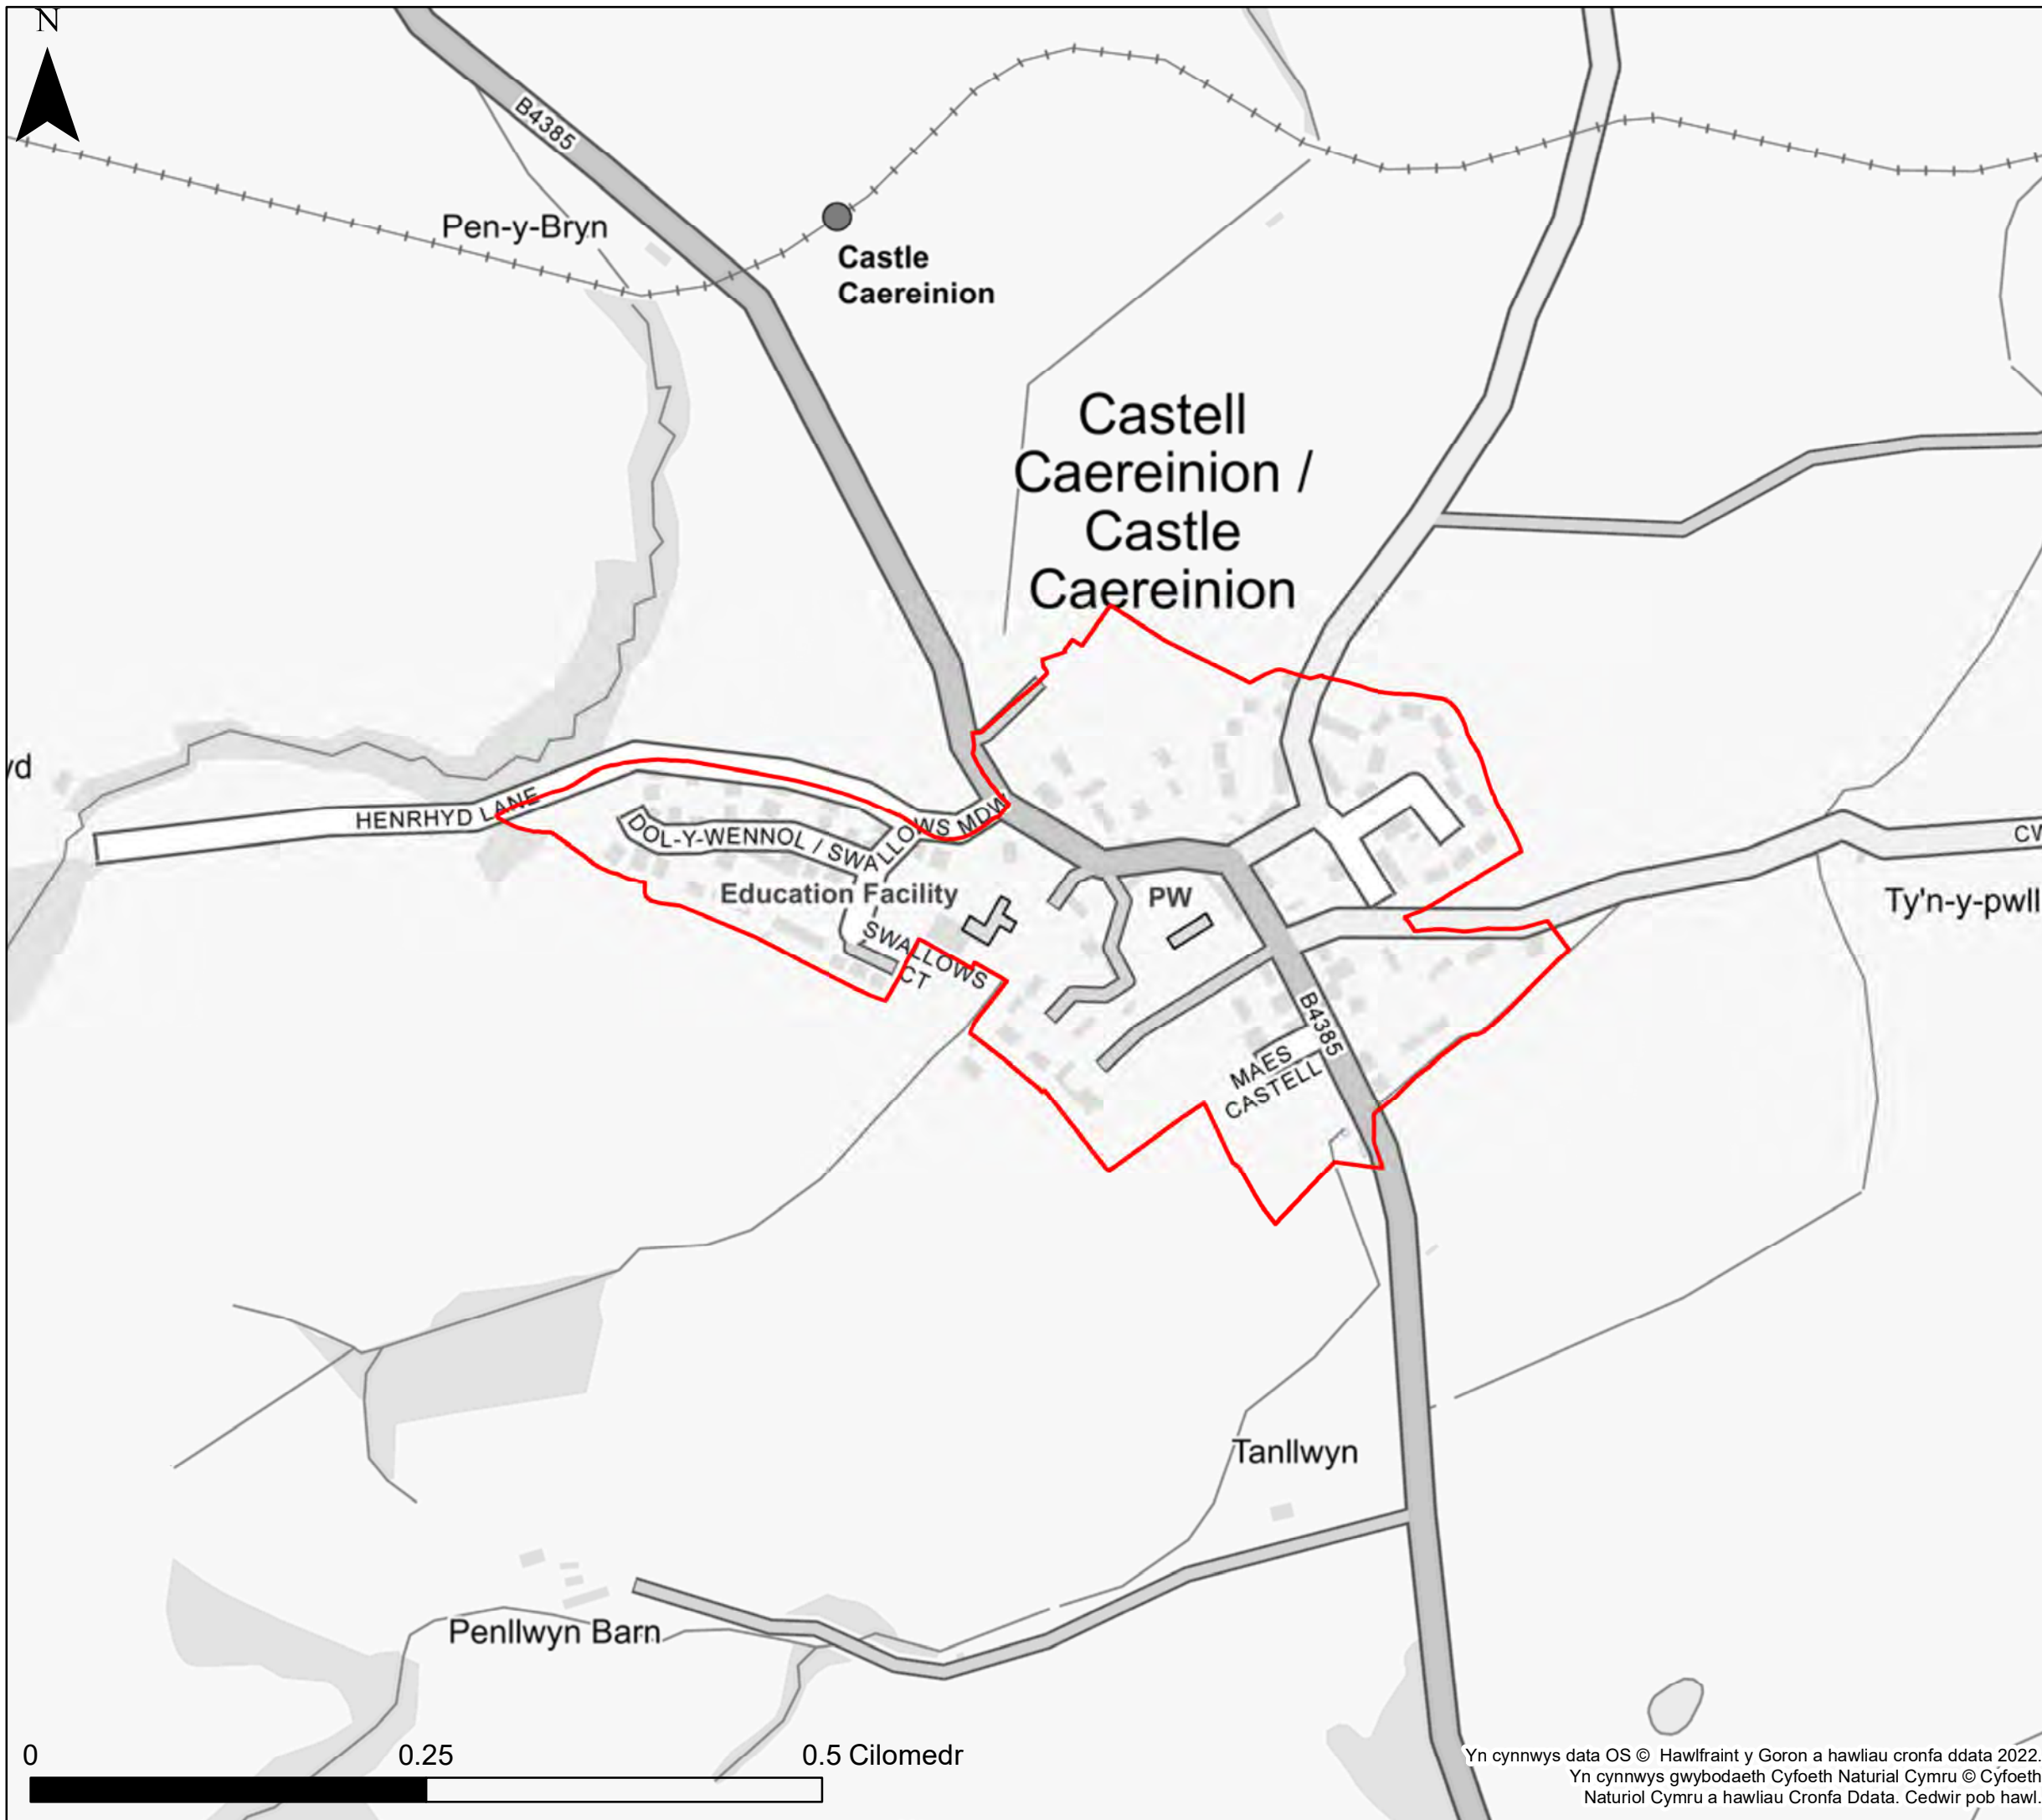 N
B4385
Pen-y-Bryn
Castle
Caereinion
Castell
Caereinion /
Castle
Caereinion
yd
HENRHYD LANE
DOL-Y-WENNOL / SWALLOWS MDW
Education Facility
PW
SWALLOWS
CT
CW
Ty'n-y-pwll
B4385
MAES
CASTELL
Tanllwyn
Penllwyn Barn
0 0.25 0.5 Cilomedr
Yn cynnwys data OS © Hawlfraint y Goron a hawliau cronfa ddata 2022.
Yn cynnwys gwybodaeth Cyfoeth Naturial Cymru © Cyfoeth
Naturiol Cymru a hawliau Cronfa Ddata. Cedwir pob hawl.